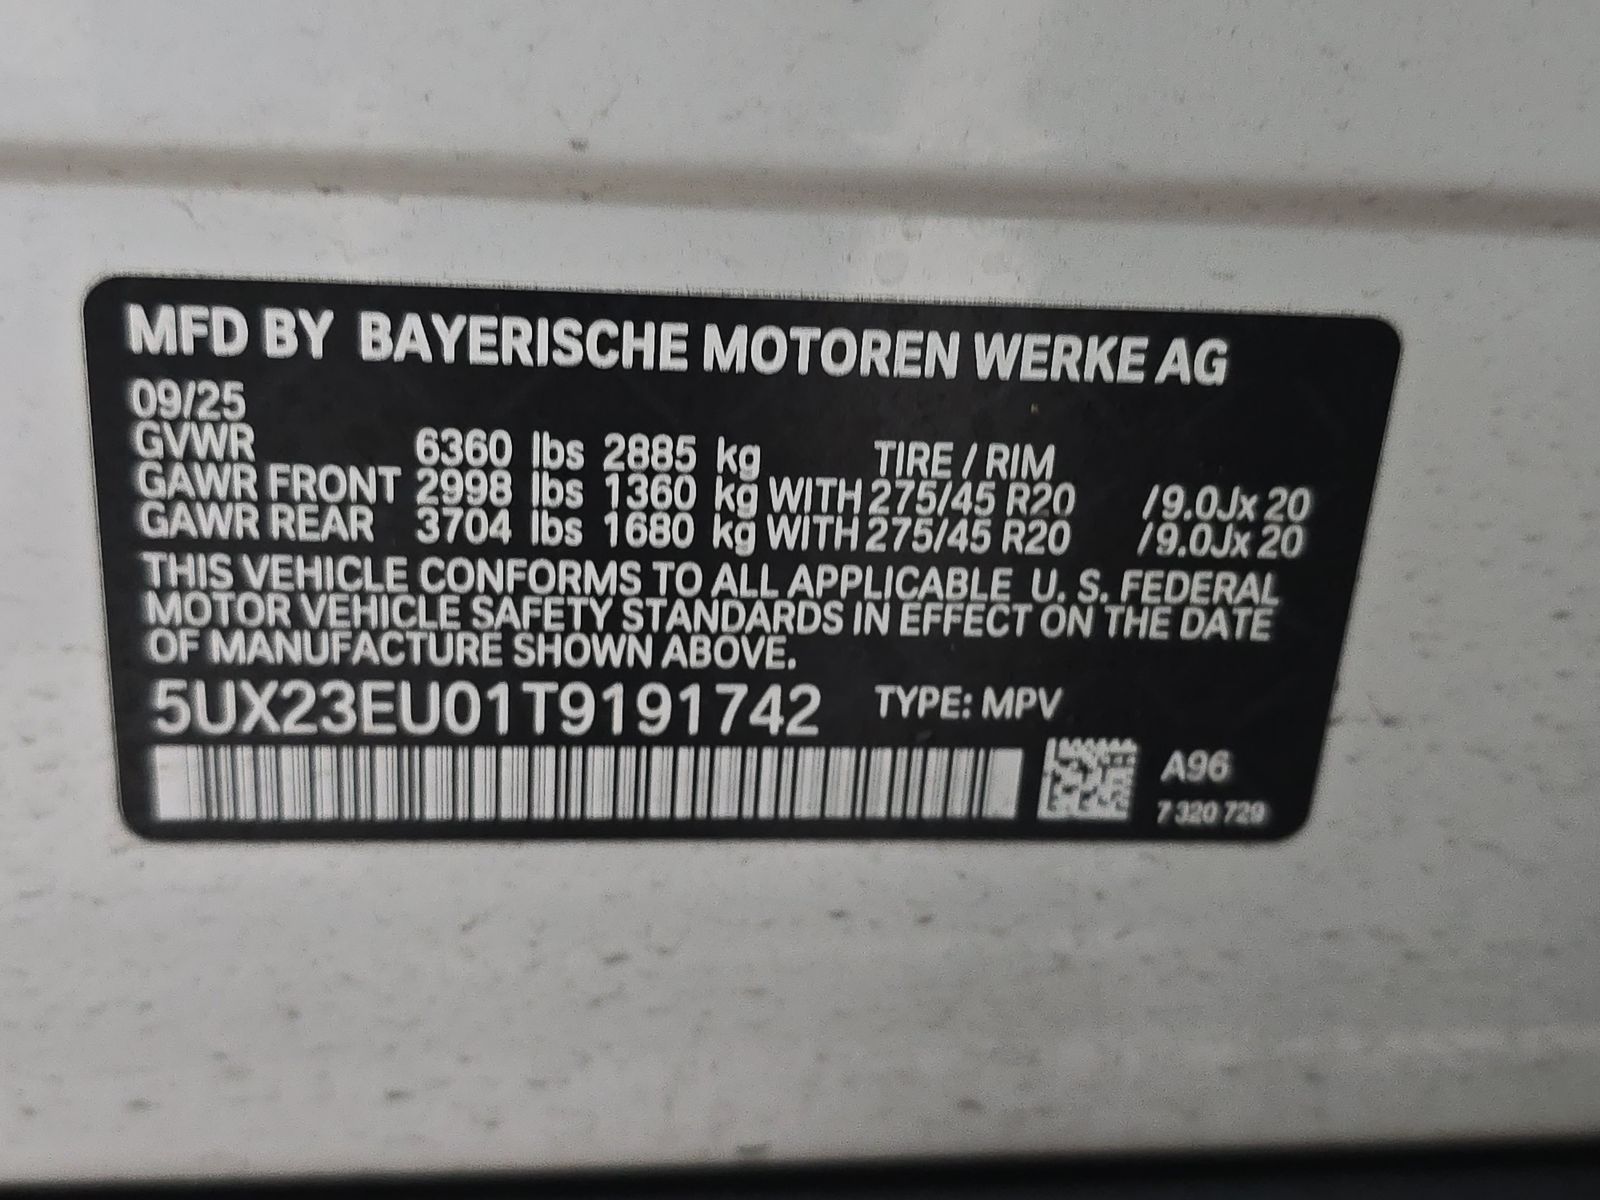 MFD BY BAYERISCHE MOTOREN WERKE AG
09/25
GVWR 6360 lbs 2885 kg TIRE / RIM
GAWR FRONT 2998 lbs 1360 kg WITH 275/45 R20 /9.0Jx 20
GAWR REAR 3704 lbs 1680 kg WITH 275/45 R20 /9.0Jx 20
THIS VEHICLE CONFORMS TO ALL APPLICABLE U. S. FEDERAL
MOTOR VEHICLE SAFETY STANDARDS IN EFFECT ON THE DATE
OF MANUFACTURE SHOWN ABOVE.
5UX23EU01T9191742 TYPE: MPV
A96
7 320 729